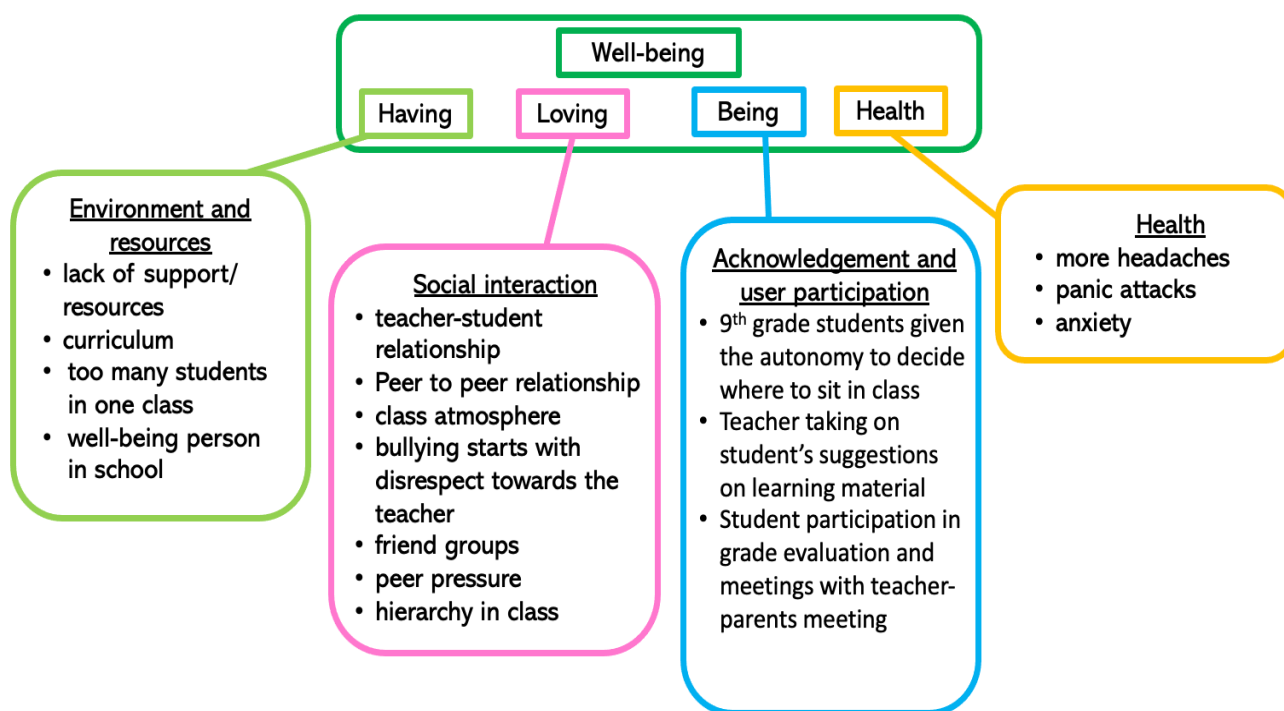 Well-being
Having
Loving
Being
Health
Environment and
resources
• lack of support/
resources
• curriculum
• too many students
in one class
• well-being person
in school
Social interaction
• teacher-student
relationship
• Peer to peer relationship
• class atmosphere
• bullying starts with
disrespect towards the
teacher
• friend groups
• peer pressure
• hierarchy in class
Acknowledgement and
user participation
• 9th grade students given
the autonomy to decide
where to sit in class
• Teacher taking on
student’s suggestions
on learning material
• Student participation in
grade evaluation and
meetings with teacher-
parents meeting
Health
• more headaches
• panic attacks
• anxiety